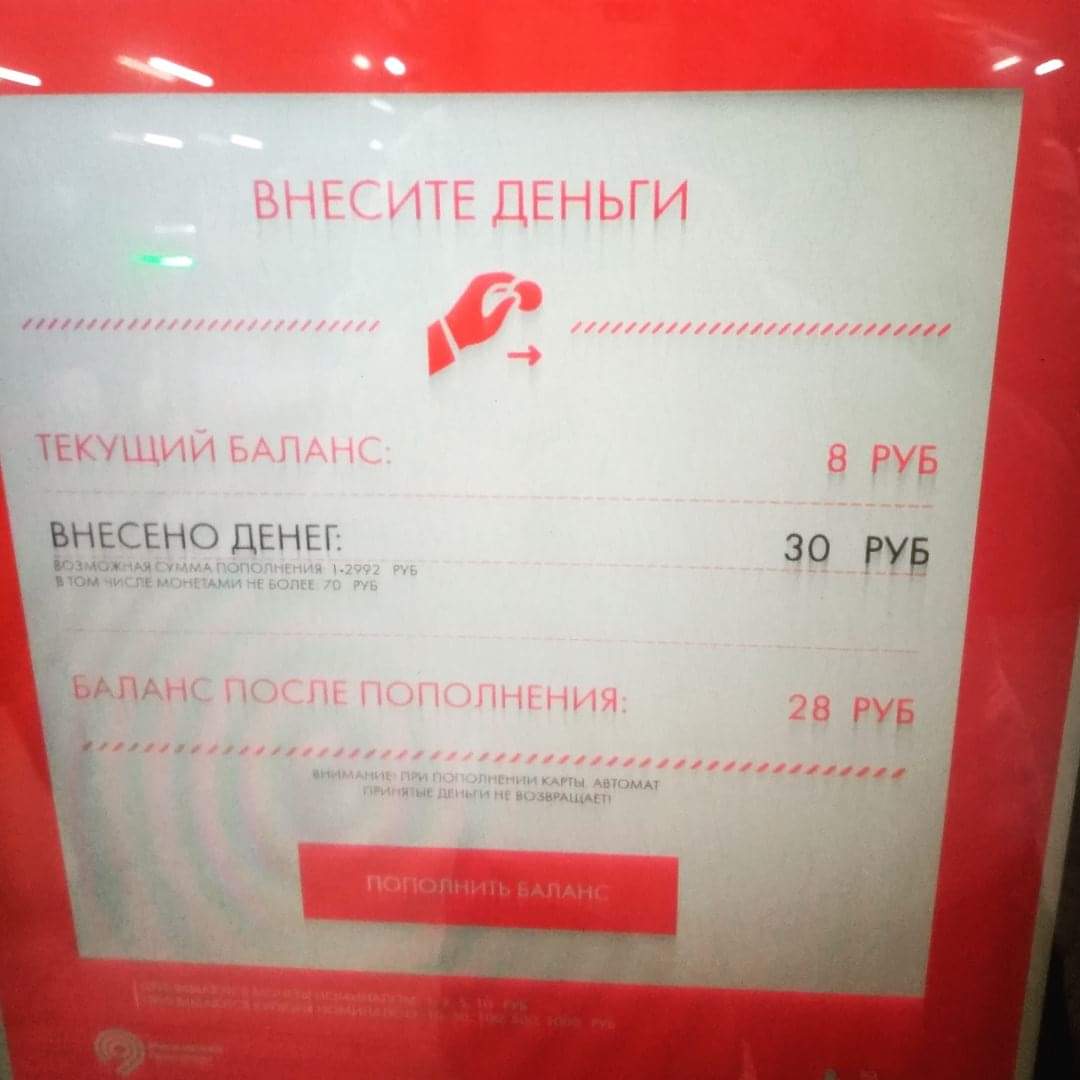 ВНЕСИТЕ ДЕНЬГИ
ТЕКУЩИЙ БАЛАНС: 8 РУБ
ВНЕСЕНО ДЕНЕГ: 30 РУБ
ВОЗМОЖНАЯ СУММА ПОПОЛНЕНИЯ: 1-2992 РУБ
В ТОМ ЧИСЛЕ МОНЕТАМИ НЕ БОЛЕЕ: 70 РУБ
БАЛАНС ПОСЛЕ ПОПОЛНЕНИЯ: 28 РУБ
ВНИМАНИЕ! ПРИ ПОПОЛНЕНИИ КАРТЫ АВТОМАТ
ПРИНЯТЫЕ ДЕНЬГИ НЕ ВОЗВРАЩАЕТ!
ПОПОЛНИТЬ БАЛАНС